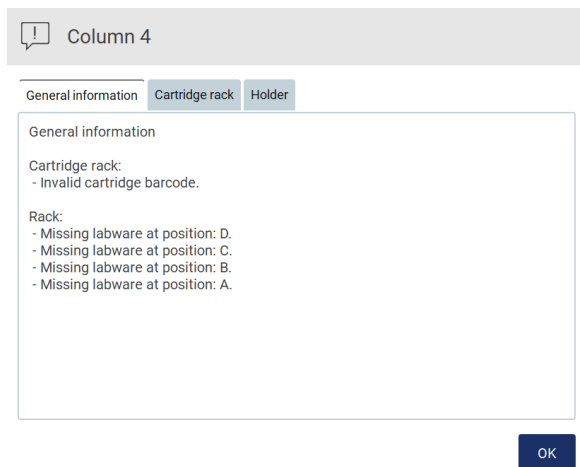 Column 4
General information Cartridge rack Holder
General information
Cartridge rack:
- Invalid cartridge barcode.
Rack:
- Missing labware at position: D.
- Missing labware at position: C.
- Missing labware at position: B.
- Missing labware at position: A.
OK